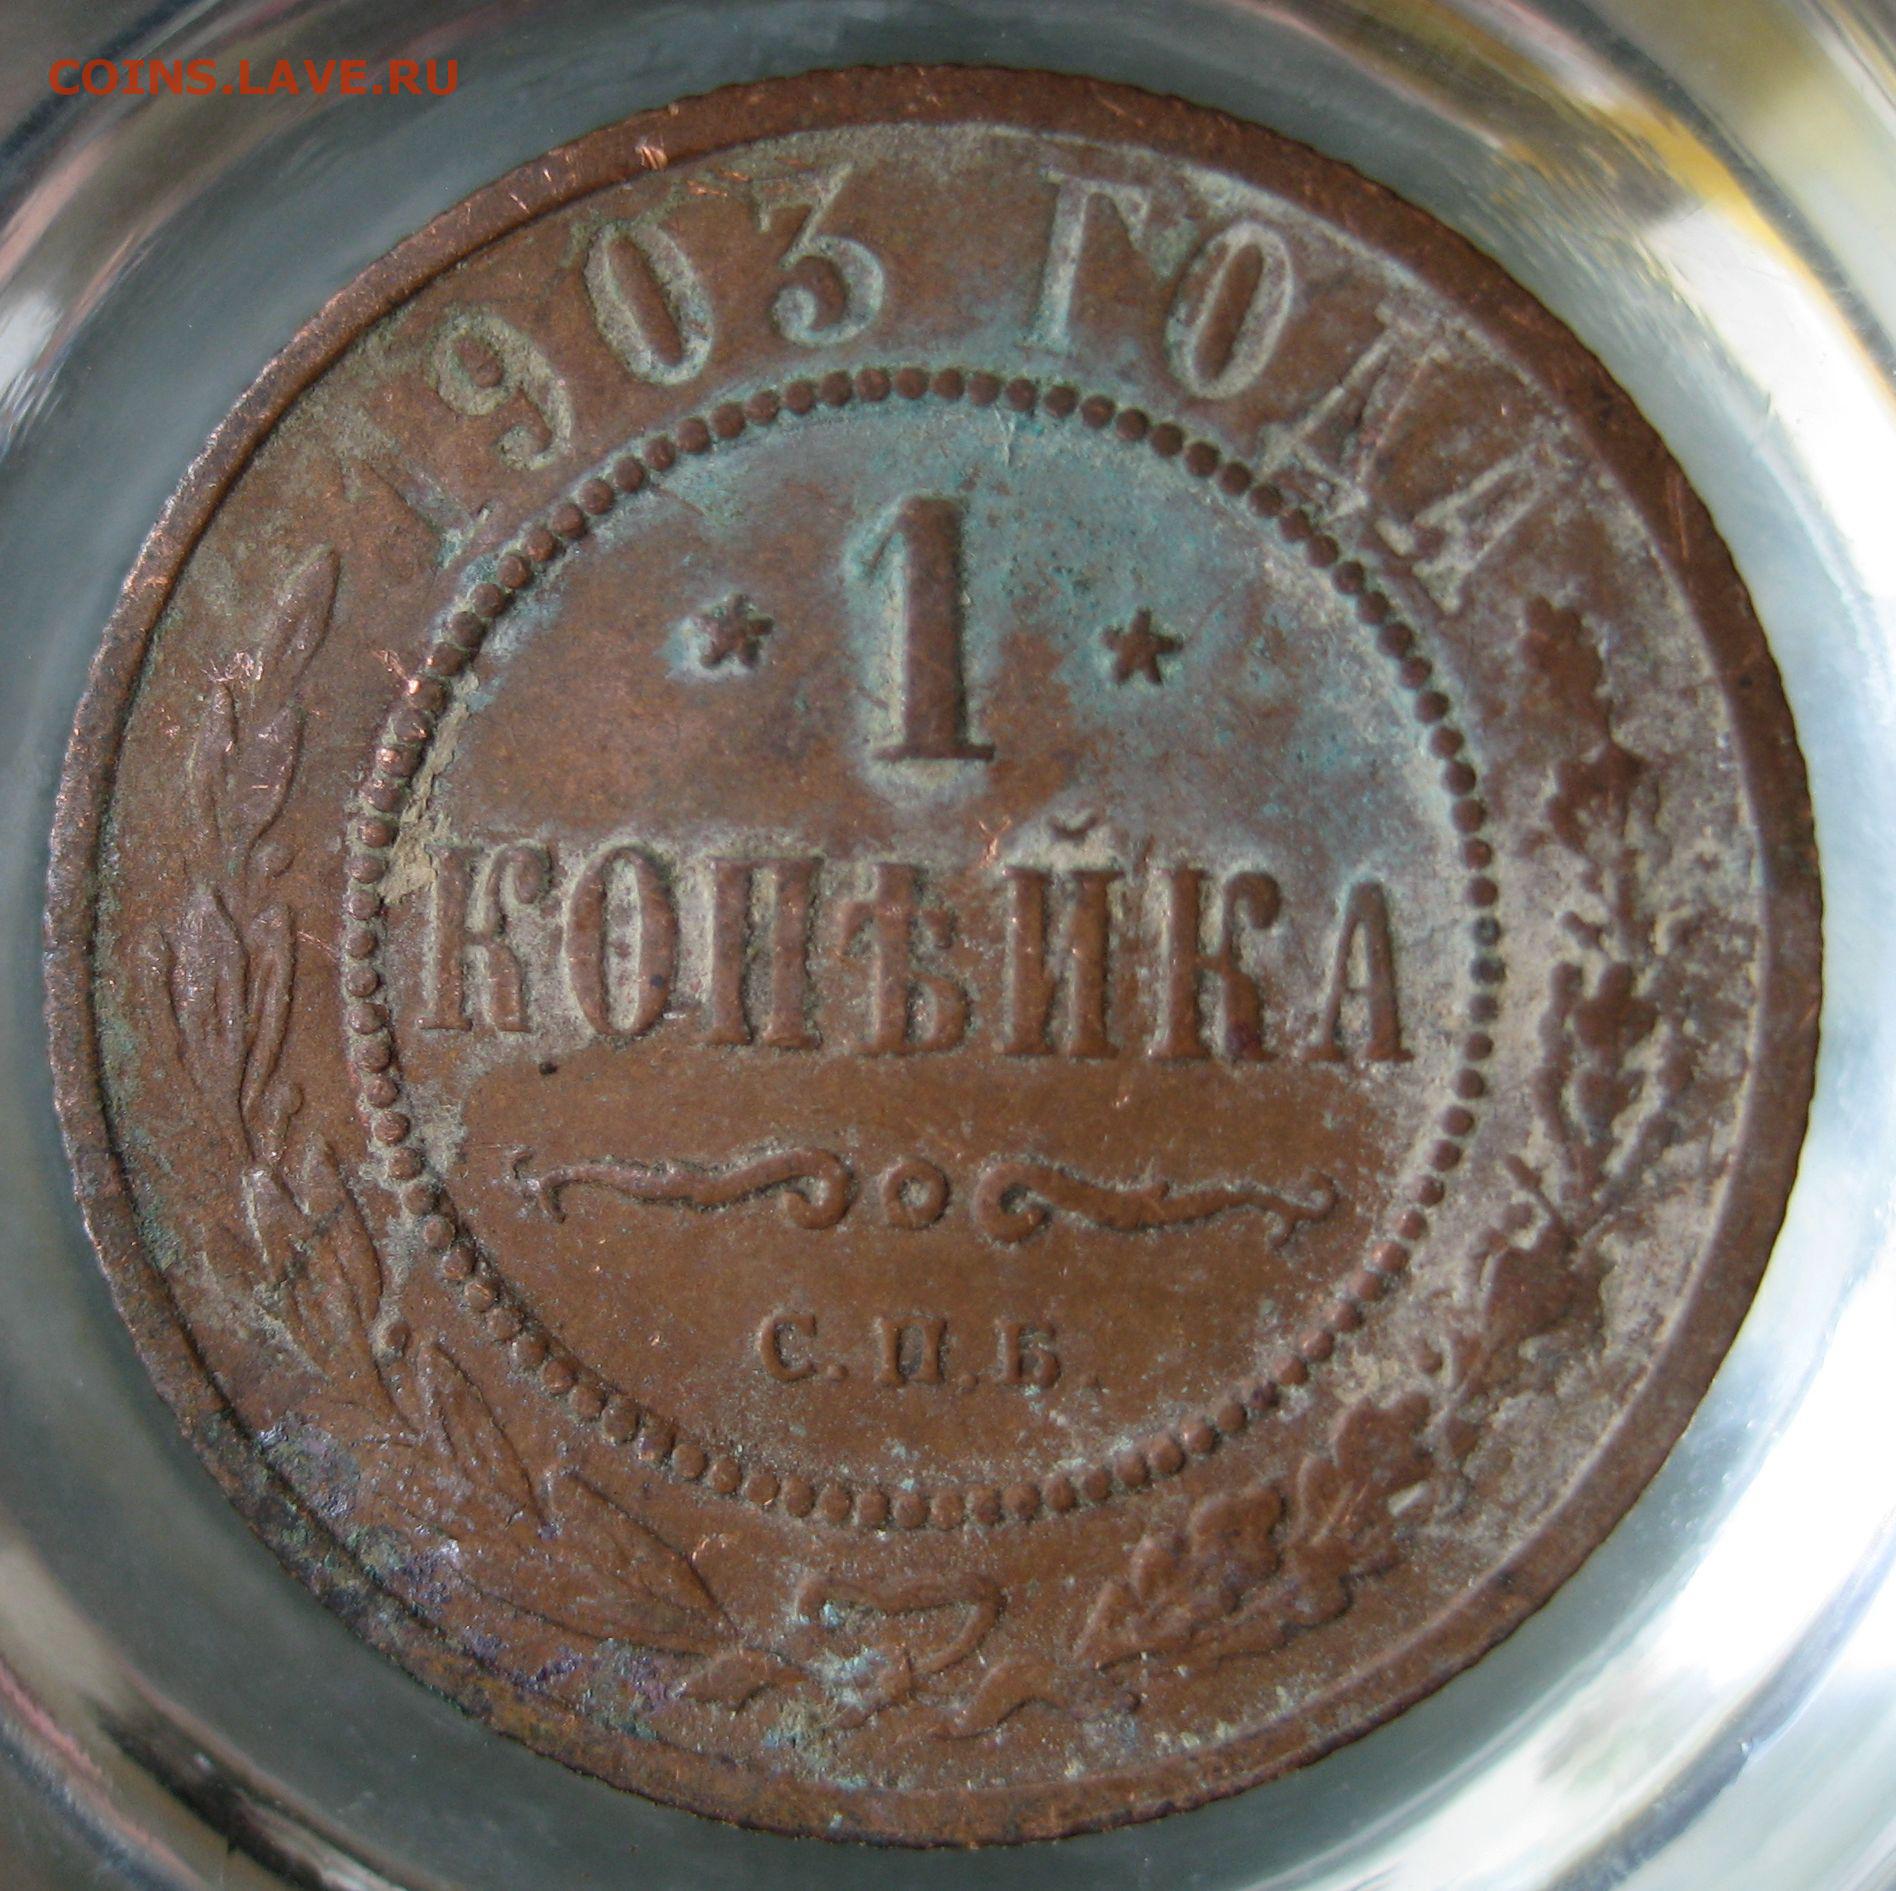 COINS.LAVE.RU
1903 ГОДА
* 1 *
КОПѢЙКА
С.П.Б.